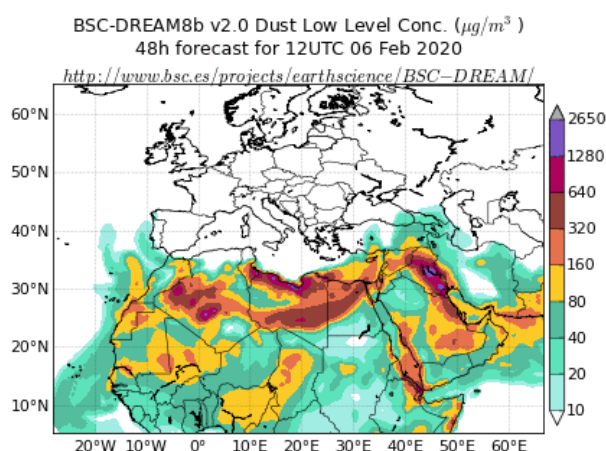 BSC-DREAM8b v2.0 Dust Low Level Conc. (μg/m³ )
48h forecast for 12UTC 06 Feb 2020
http://www.bsc.es/projects/earthscience/BSC−DREAM/
60°N
50°N
40°N
30°N
20°N
10°N
20°W 10°W 0° 10°E 20°E 30°E 40°E 50°E 60°E
2650
1280
640
320
160
80
40
20
10